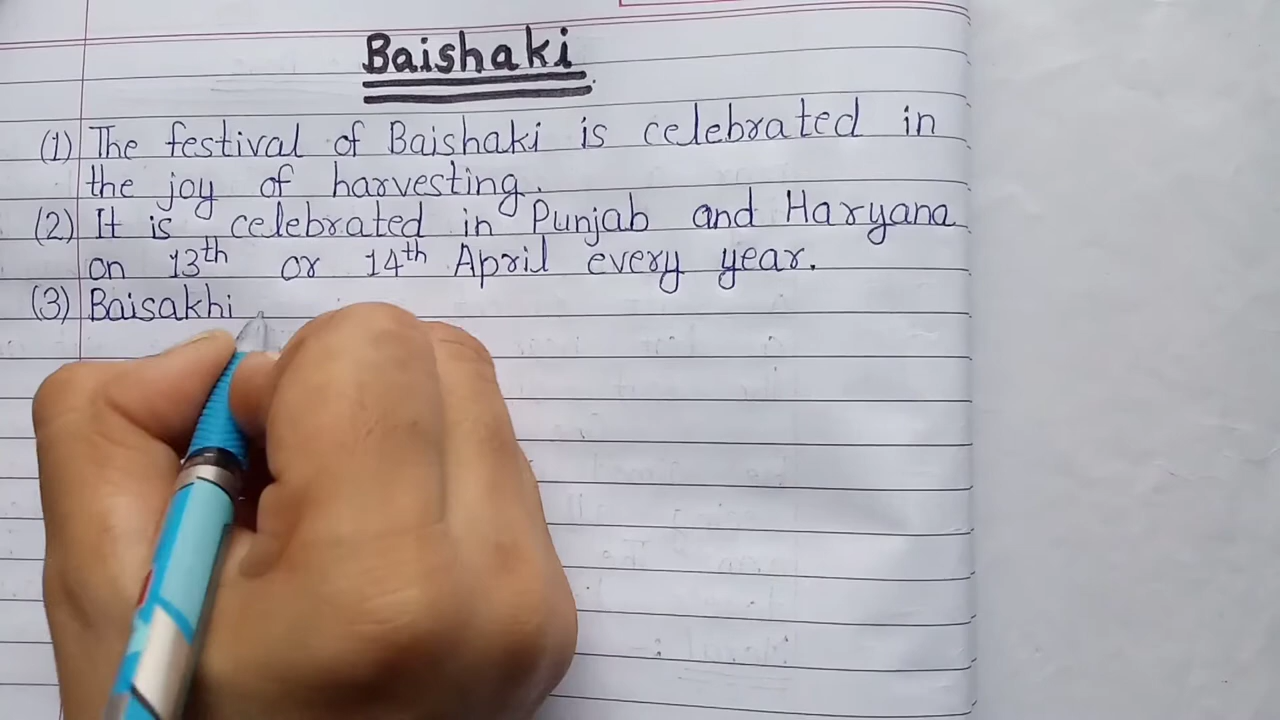 Baishaki
(1) The festival of Baishaki is celebrated in
the joy of harvesting.
(2) It is celebrated in Punjab and Haryana
on 13th or 14th April every year.
(3) Baisakhi